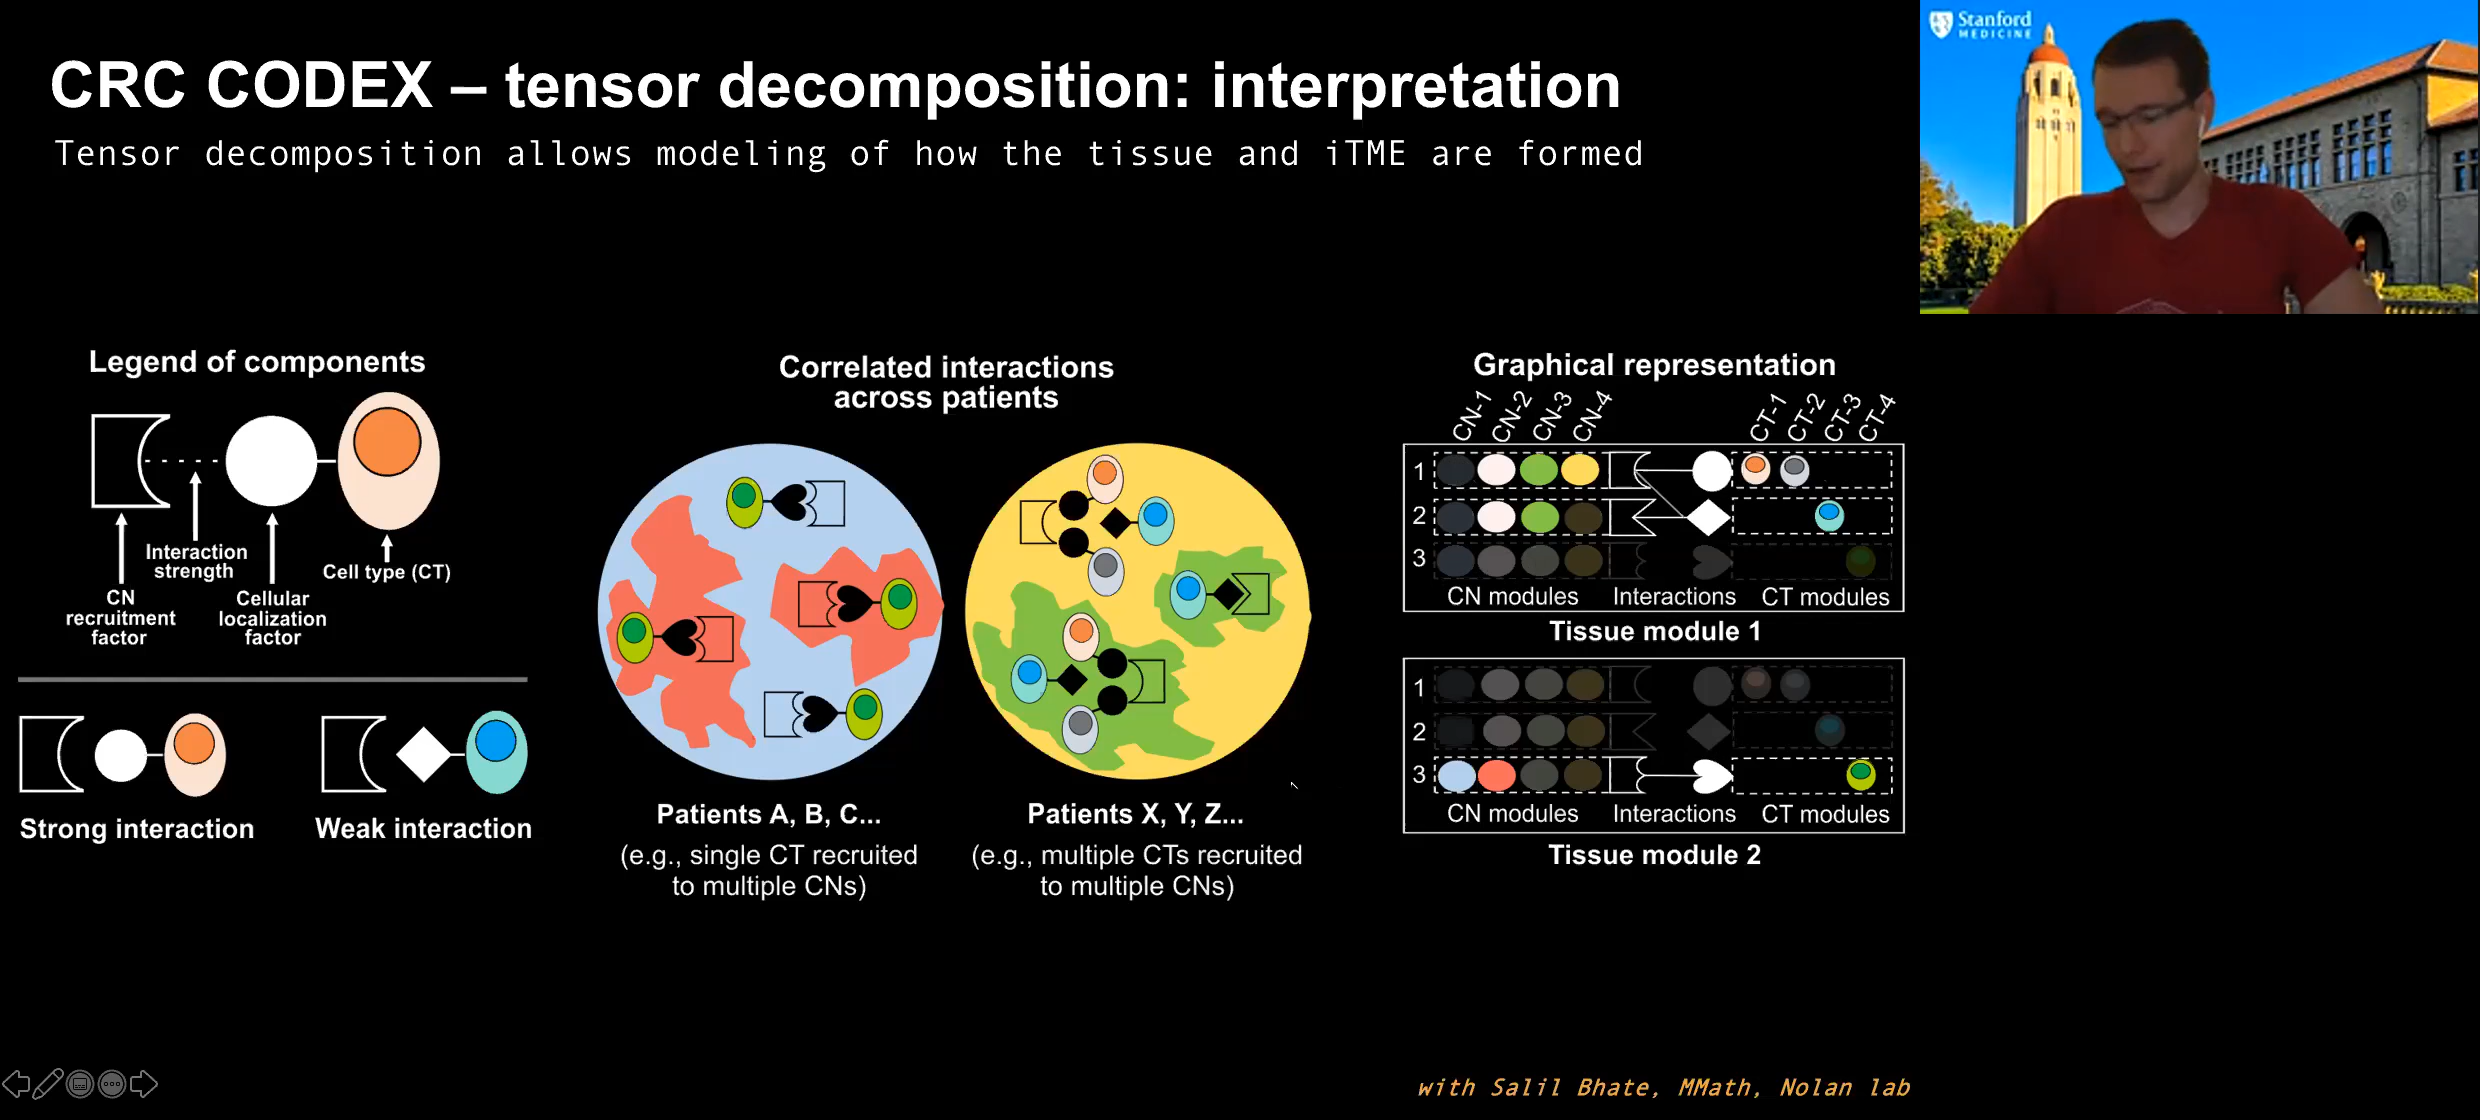 CRC CODEX – tensor decomposition: interpretation
Tensor decomposition allows modeling of how the tissue and iTME are formed
Stanford
MEDICINE
Legend of components
Interaction
strength
Cell type (CT)
CN
recruitment
factor
Cellular
localization
factor
Strong interaction
Weak interaction
Correlated interactions
across patients
Patients A, B, C...
(e.g., single CT recruited
to multiple CNs)
Patients X, Y, Z...
(e.g., multiple CTs recruited
to multiple CNs)
Graphical representation
CN-1
CN-2
CN-3
CN-4
CT-1
CT-2
CT-3
CT-4
1
2
3
CN modules
Interactions
CT modules
Tissue module 1
1
2
3
CN modules
Interactions
CT modules
Tissue module 2
with Salil Bhate, MMath, Nolan lab